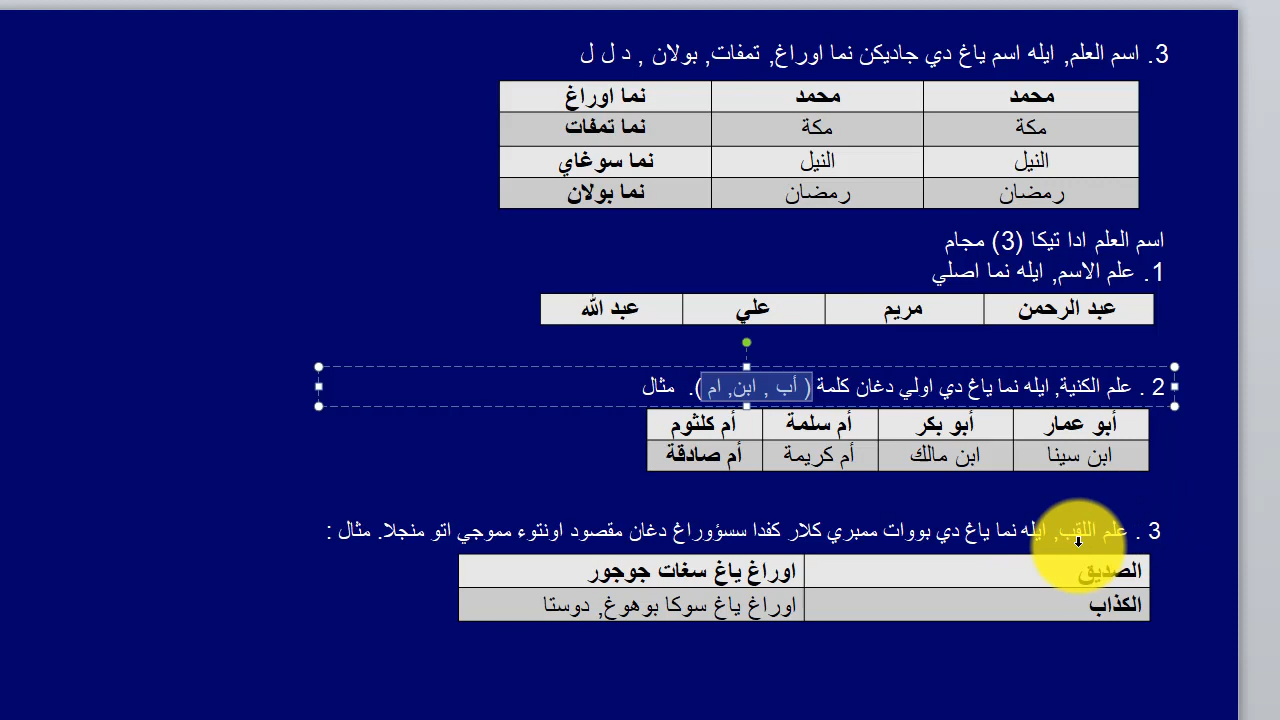 3. اسم العلم, ايله اسم ياغ دي جاديكن نما اوراغ, تمفات, بولان , د ل ل
محمد محمد نما اوراغ
مكة مكة نما تمفات
النيل النيل نما سوغاي
رمضان رمضان نما بولان
اسم العلم ادا تيكا (3) مجام
1. علم الاسم, ايله نما اصلي
عبد الرحمن مريم علي عبد الله
2 . علم الكنية, ايله نما ياغ دي اولي دغان كلمة ( أب , ابن, ام ). مثال
أبو عمار أبو بكر أم سلمة أم كلثوم
ابن سينا ابن مالك أم كريمة أم صادقة
3 . علم اللقب, ايله نما ياغ دي بووات ممبري كلار كفدا سسؤوراغ دغان مقصود اونتوء مموجي اتو منجلا. مثال :
الصديق اوراغ ياغ سغات جوجور
الكذاب اوراغ ياغ سوكا بوهوغ, دوستا